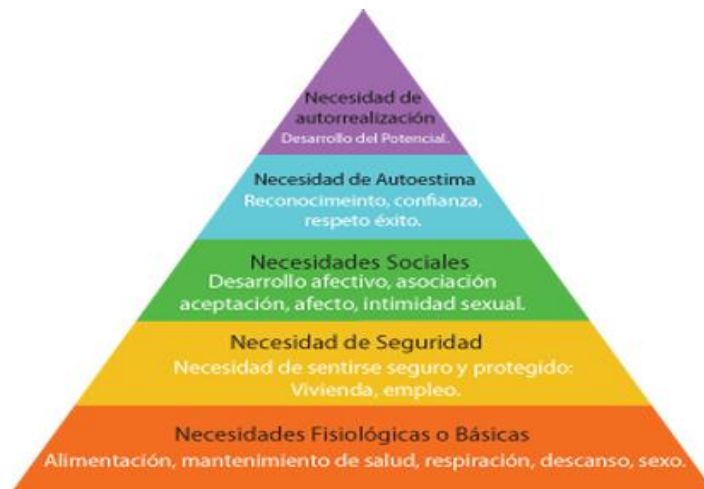 Necesidad de
autorrealización
Desarrollo del Potencial.
Necesidad de Autoestima
Reconocimeinto, confianza,
respeto éxito.
Necesidades Sociales
Desarrollo afectivo, asociación
aceptación, afecto, intimidad sexual.
Necesidad de Seguridad
Necesidad de sentirse seguro y protegido:
Vivienda, empleo.
Necesidades Fisiológicas o Básicas
Alimentación, mantenimiento de salud, respiración, descanso, sexo.